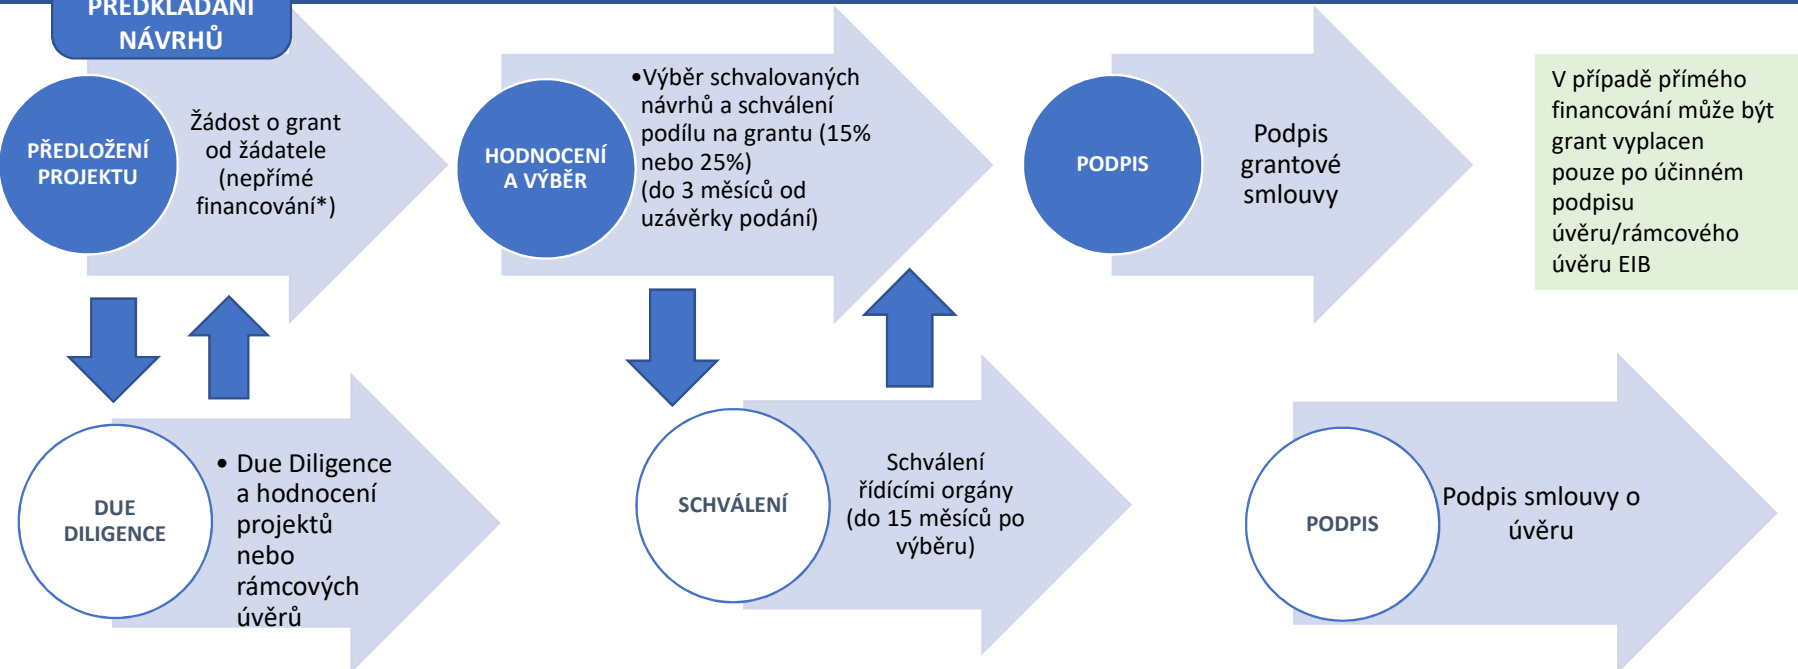 PŘEDKLÁDÁNÍ
NÁVRHŮ
PŘEDLOŽENÍ
PROJEKTU
Žádost o grant
od žadatele
(nepřímé
financování*)
HODNOCENÍ
A VÝBĚR
•Výběr schvalovaných
návrhů a schválení
podílu na grantu (15%
nebo 25%)
(do 3 měsíců od
uzávěrky podání)
PODPIS
Podpis
grantové
smlouvy
V případě přímého
financování může být
grant vyplacen
pouze po účinném
podpisu
úvěru/rámcového
úvěru EIB
DUE
DILIGENCE
• Due Diligence
a hodnocení
projektů
nebo
rámcových
úvěrů
SCHVÁLENÍ
Schválení
řídícími orgány
(do 15 měsíců po
výběru)
PODPIS
Podpis smlouvy o
úvěru